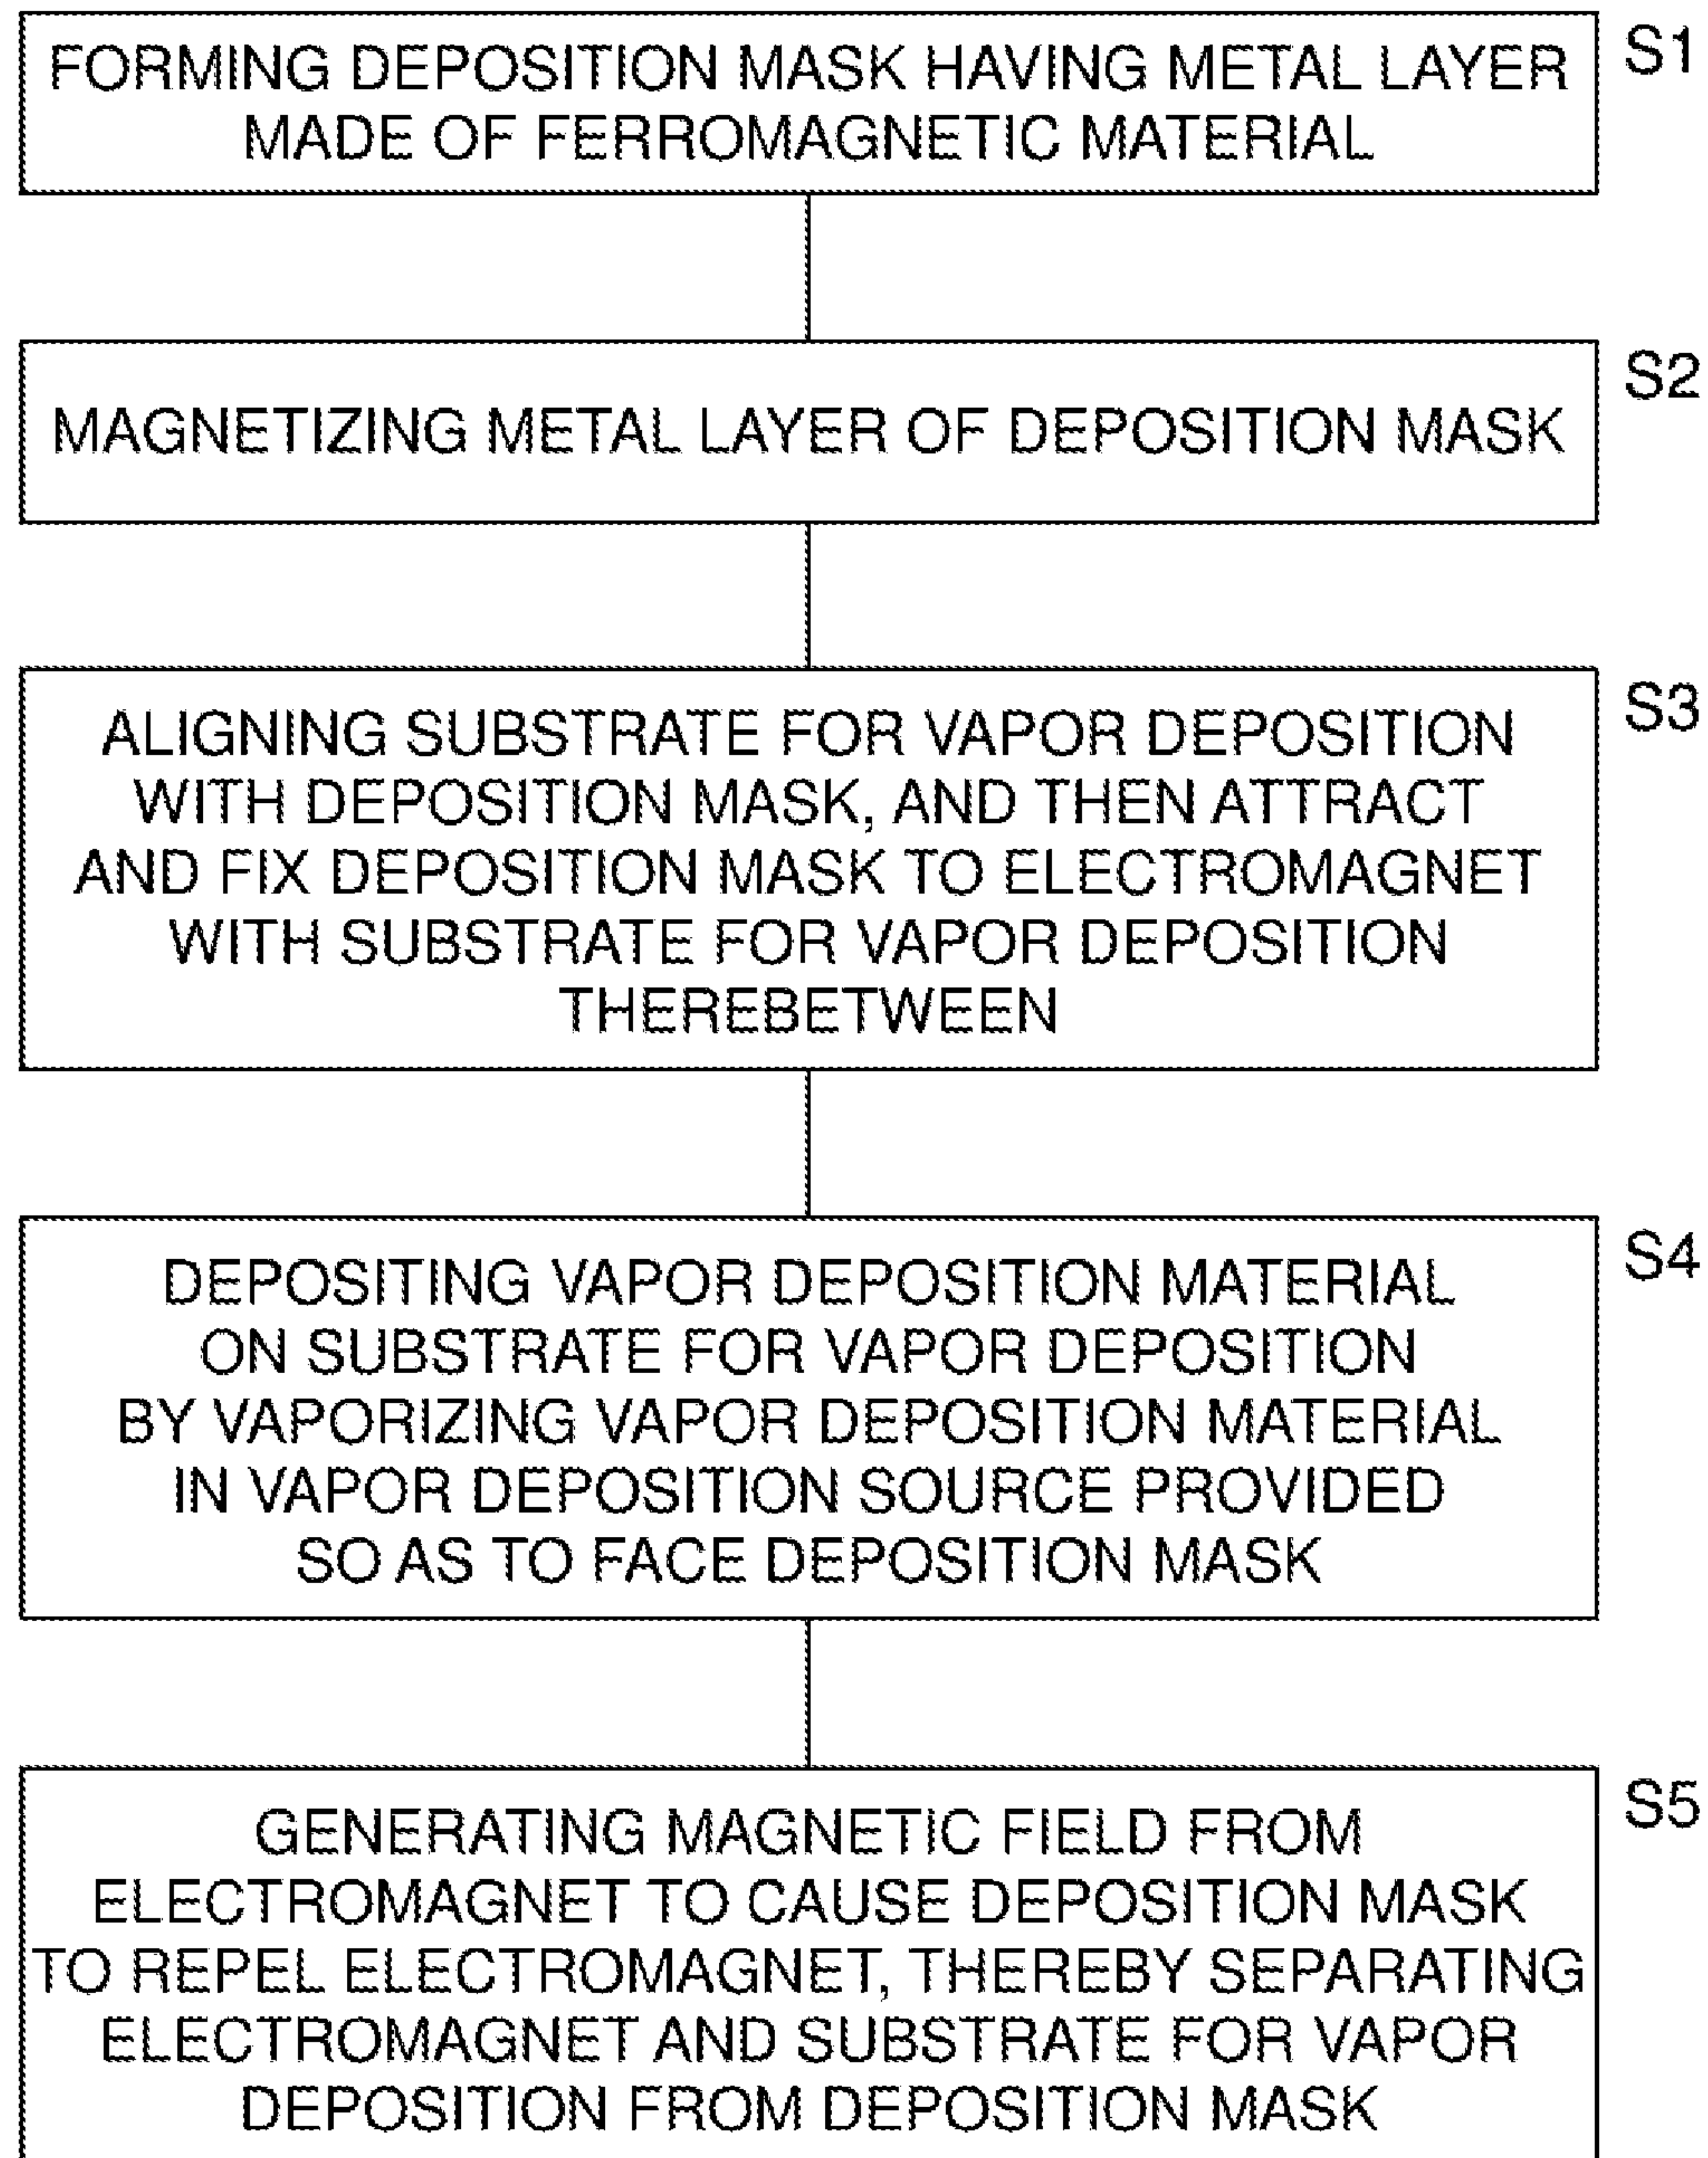 FORMING DEPOSITION MASK HAVING METAL LAYER
MADE OF FERROMAGNETIC MATERIAL
S1
MAGNETIZING METAL LAYER OF DEPOSITION MASK
S2
ALIGNING SUBSTRATE FOR VAPOR DEPOSITION
WITH DEPOSITION MASK, AND THEN ATTRACT
AND FIX DEPOSITION MASK TO ELECTROMAGNET
WITH SUBSTRATE FOR VAPOR DEPOSITION
THEREBETWEEN
S3
DEPOSITING VAPOR DEPOSITION MATERIAL
ON SUBSTRATE FOR VAPOR DEPOSITION
BY VAPORIZING VAPOR DEPOSITION MATERIAL
IN VAPOR DEPOSITION SOURCE PROVIDED
SO AS TO FACE DEPOSITION MASK
S4
GENERATING MAGNETIC FIELD FROM
ELECTROMAGNET TO CAUSE DEPOSITION MASK
TO REPEL ELECTROMAGNET, THEREBY SEPARATING
ELECTROMAGNET AND SUBSTRATE FOR VAPOR
DEPOSITION FROM DEPOSITION MASK
S5